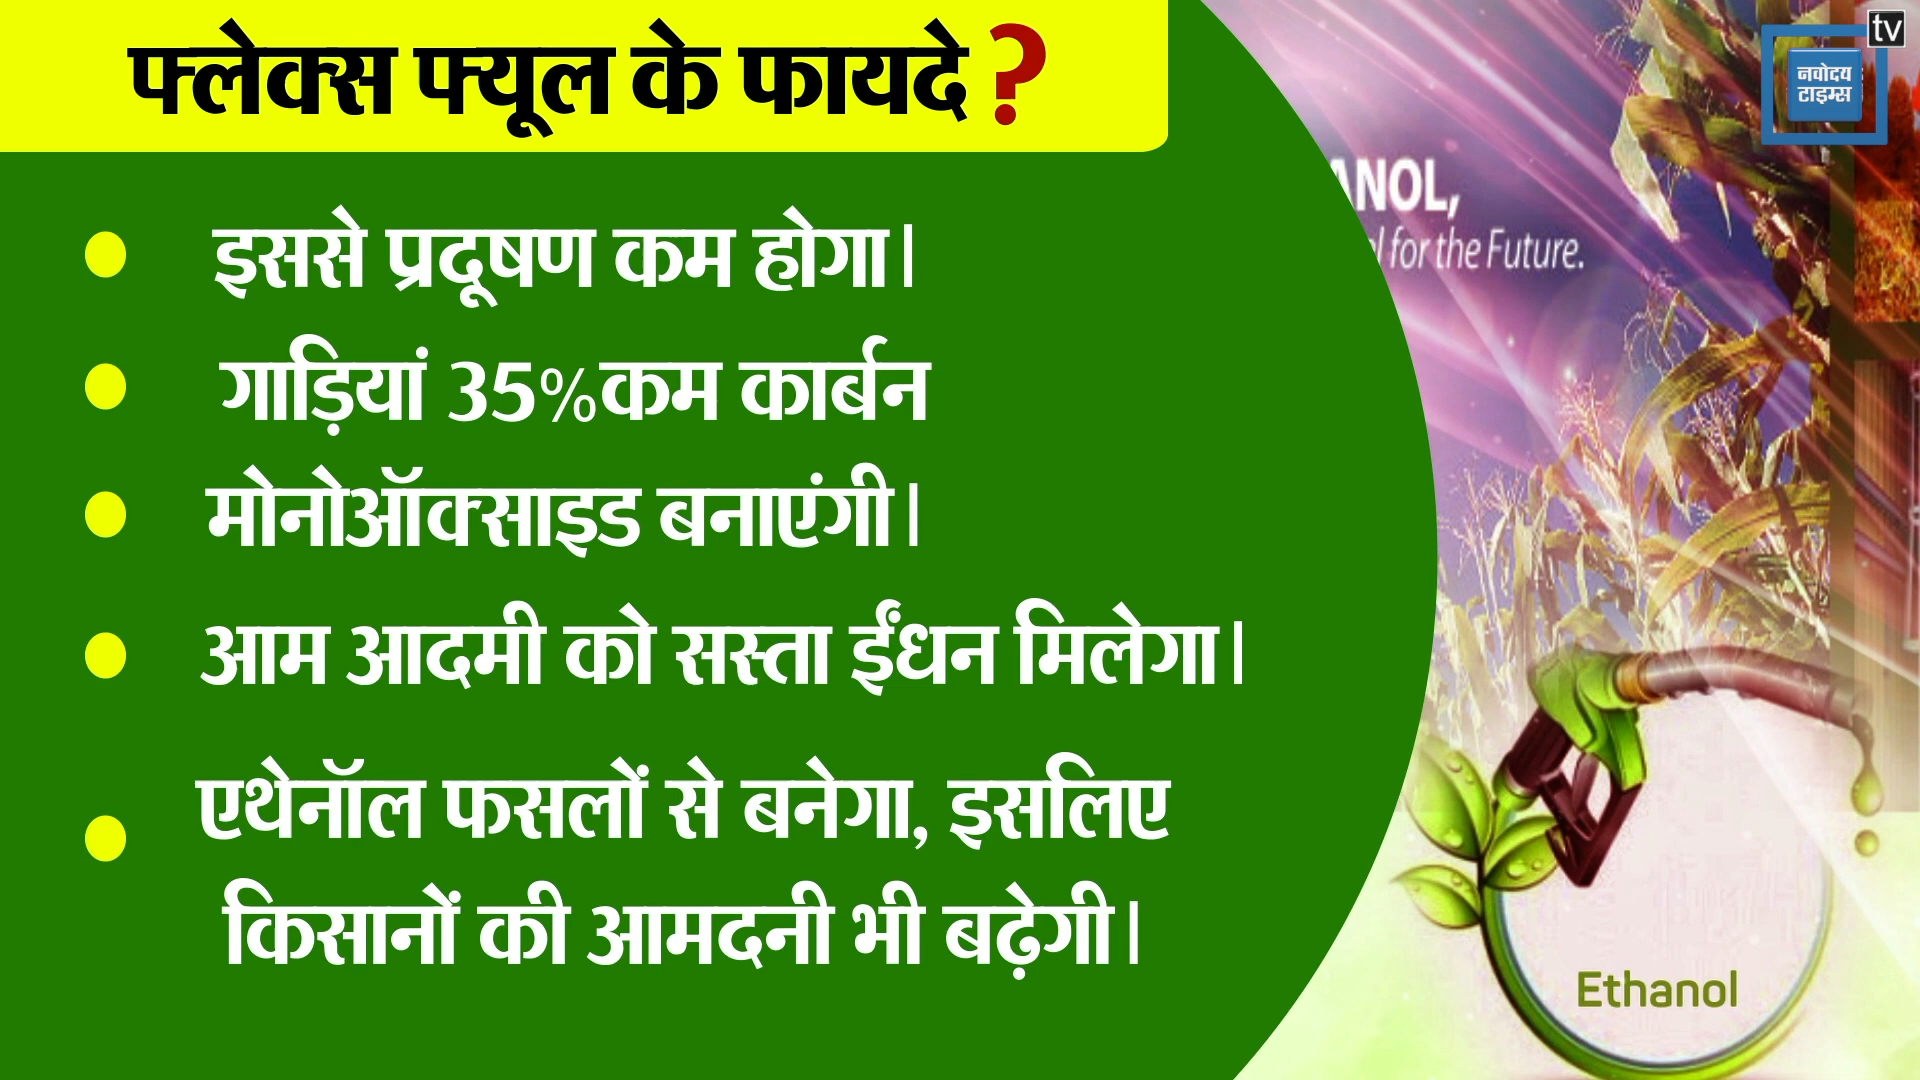 फ्लेक्स फ्यूल के फायदे?
इससे प्रदूषण कम होगा।
गाड़ियां 35%कम कार्बन
मोनोऑक्साइड बनाएंगी।
आम आदमी को सस्ता ईंधन मिलेगा।
एथेनॉल फसलों से बनेगा, इसलिए
किसानों की आमदनी भी बढ़ेगी।
tv
नवोदय
टाइम्स
ANOL,
l for the Future.
Ethanol